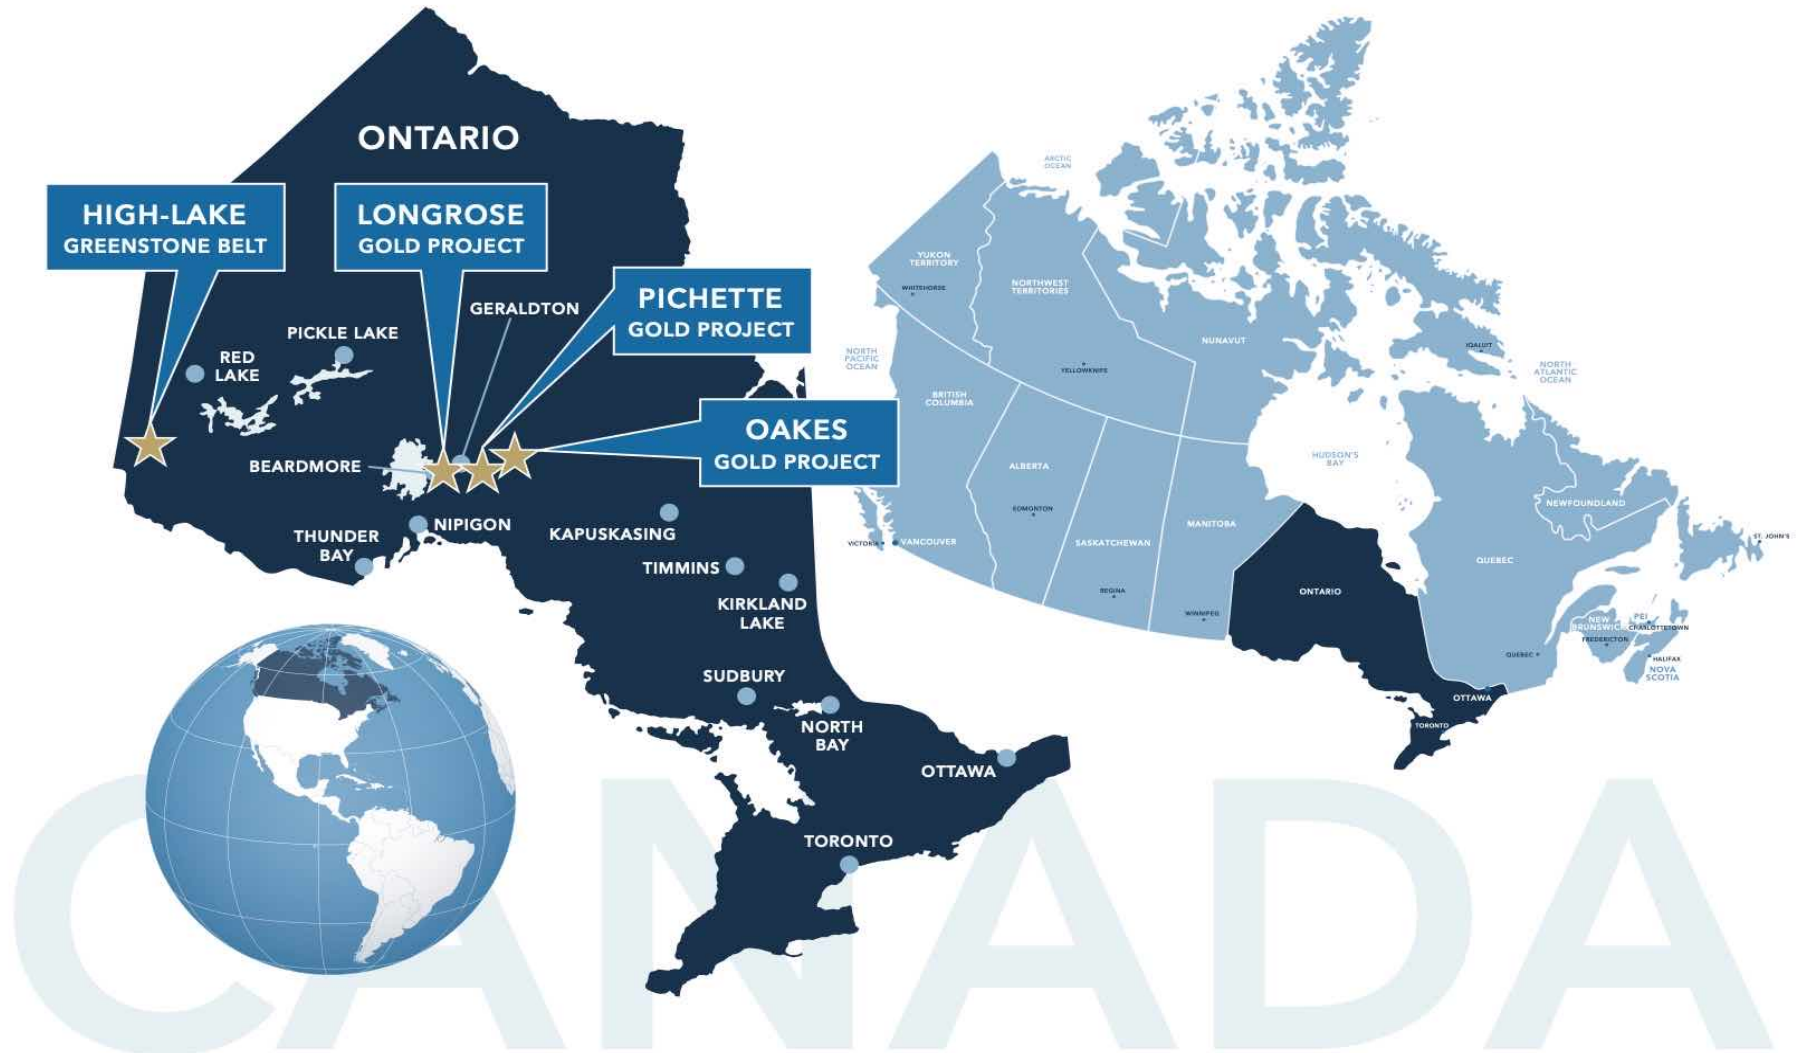 ONTARIO
HIGH-LAKE
GREENSTONE BELT
LONGROSE
GOLD PROJECT
PICHETTE
GOLD PROJECT
OAKES
GOLD PROJECT
GERALDTON
PICKLE LAKE
RED
LAKE
BEARDMORE
NIPIGON
THUNDER
BAY
KAPUSKASING
TIMMINS
KIRKLAND
LAKE
SUDBURY
NORTH
BAY
OTTAWA
TORONTO
ARCTIC
OCEAN
YUKON
TERRITORY
WHITEHORSE
NORTHWEST
TERRITORIES
YELLOWKNIFE
NUNAVUT
IQALUIT
NORTH
PACIFIC
OCEAN
NORTH
ATLANTIC
OCEAN
BRITISH
COLUMBIA
VICTORIA
VANCOUVER
ALBERTA
EDMONTON
SASKATCHEWAN
REGINA
MANITOBA
WINNIPEG
HUDSON'S
BAY
ONTARIO
OTTAWA
TORONTO
QUEBEC
QUEBEC
NEWFOUNDLAND
ST. JOHN'S
NEW
BRUNSWICK
FREDERICTON
PEI
CHARLOTTETOWN
HALIFAX
NOVA
SCOTIA
CANADA